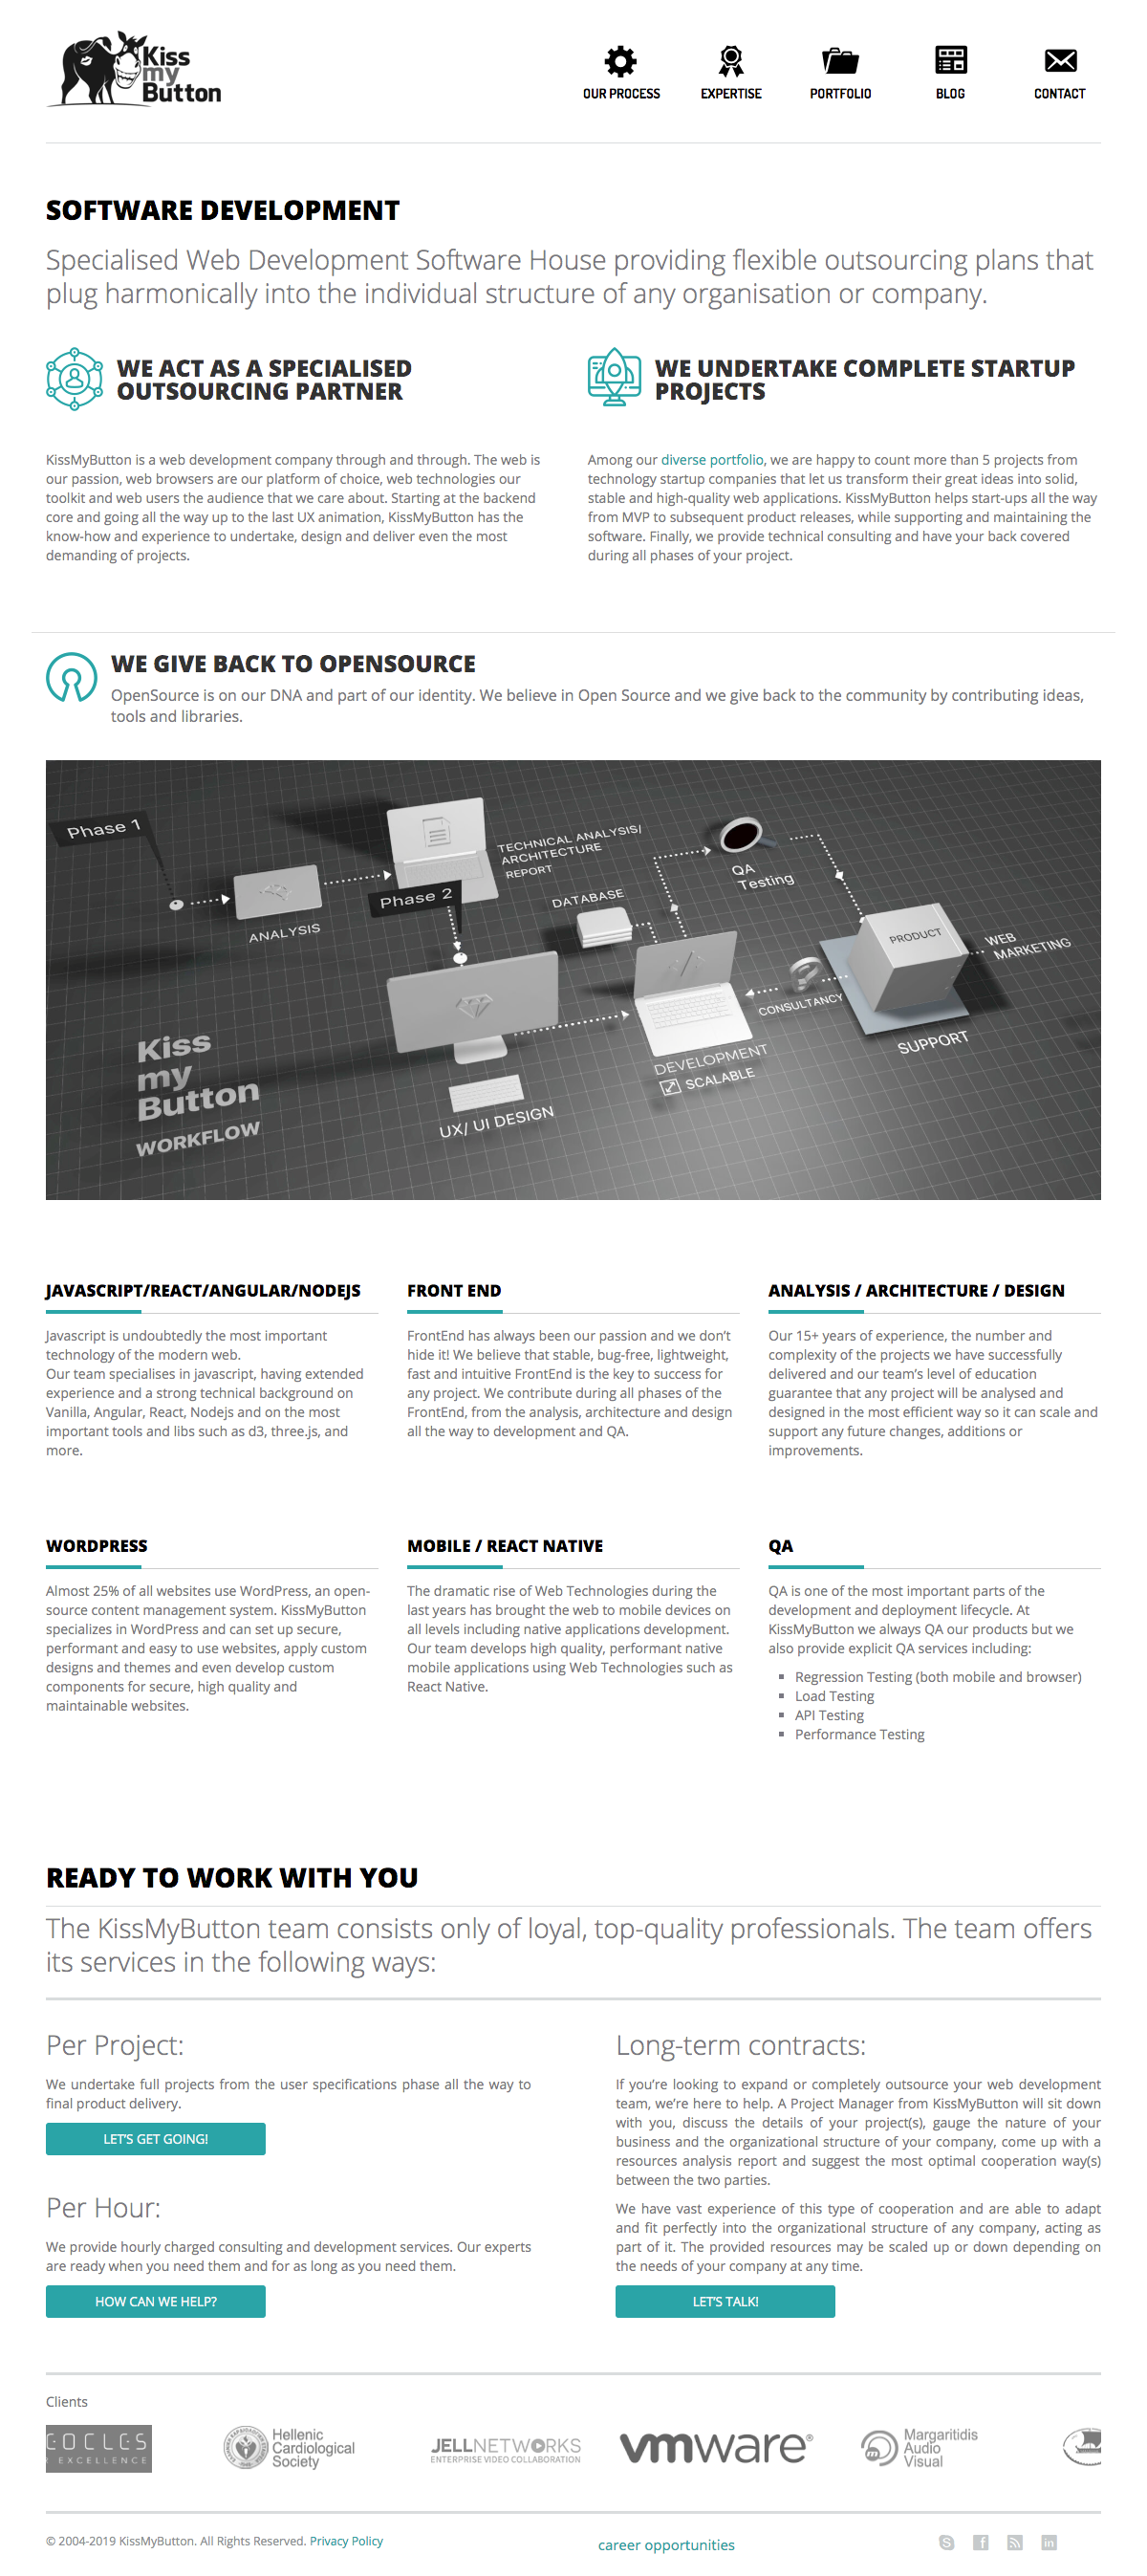 Kiss
my
Button
OUR PROCESS
EXPERTISE
PORTFOLIO
BLOG
CONTACT
SOFTWARE DEVELOPMENT
Specialised Web Development Software House providing flexible outsourcing plans that
plug harmonically into the individual structure of any organisation or company.
WE ACT AS A SPECIALISED
OUTSOURCING PARTNER
KissMyButton is a web development company through and through. The web is
our passion, web browsers are our platform of choice, web technologies our
toolkit and web users the audience that we care about. Starting at the backend
core and going all the way up to the last UX animation, KissMyButton has the
know-how and experience to undertake, design and deliver even the most
demanding of projects.
WE UNDERTAKE COMPLETE STARTUP
PROJECTS
Among our diverse portfolio, we are happy to count more than 5 projects from
technology startup companies that let us transform their great ideas into solid,
stable and high-quality web applications. KissMyButton helps start-ups all the way
from MVP to subsequent product releases, while supporting and maintaining the
software. Finally, we provide technical consulting and have your back covered
during all phases of your project.
WE GIVE BACK TO OPENSOURCE
OpenSource is on our DNA and part of our identity. We believe in Open Source and we give back to the community by contributing ideas,
tools and libraries.
Phase 1
ANALYSIS
TECHNICAL ANALYSIS/
ARCHITECTURE
REPORT
Phase 2
DATABASE
QA
Testing
PRODUCT
WEB
MARKETING
CONSULTANCY
SUPPORT
DEVELOPMENT
SCALABLE
UX/ UI DESIGN
Kiss
my
Button
WORKFLOW
JAVASCRIPT/REACT/ANGULAR/NODEJS
Javascript is undoubtedly the most important
technology of the modern web.
Our team specialises in javascript, having extended
experience and a strong technical background on
Vanilla, Angular, React, Nodejs and on the most
important tools and libs such as d3, three.js, and
more.
FRONT END
FrontEnd has always been our passion and we don't
hide it! We believe that stable, bug-free, lightweight,
fast and intuitive FrontEnd is the key to success for
any project. We contribute during all phases of the
FrontEnd, from the analysis, architecture and design
all the way to development and QA.
ANALYSIS / ARCHITECTURE / DESIGN
Our 15+ years of experience, the number and
complexity of the projects we have successfully
delivered and our team's level of education
guarantee that any project will be analysed and
designed in the most efficient way so it can scale and
support any future changes, additions or
improvements.
WORDPRESS
Almost 25% of all websites use WordPress, an open-
source content management system. KissMyButton
specializes in WordPress and can set up secure,
performant and easy to use websites, apply custom
designs and themes and even develop custom
components for secure, high quality and
maintainable websites.
MOBILE / REACT NATIVE
The dramatic rise of Web Technologies during the
last years has brought the web to mobile devices on
all levels including native applications development.
Our team develops high quality, performant native
mobile applications using Web Technologies such as
React Native.
QA
QA is one of the most important parts of the
development and deployment lifecycle. At
KissMyButton we always QA our products but we
also provide explicit QA services including:
Regression Testing (both mobile and browser)
Load Testing
API Testing
Performance Testing
READY TO WORK WITH YOU
The KissMyButton team consists only of loyal, top-quality professionals. The team offers
its services in the following ways:
Per Project:
We undertake full projects from the user specifications phase all the way to
final product delivery.
LET'S GET GOING!
Per Hour:
We provide hourly charged consulting and development services. Our experts
are ready when you need them and for as long as you need them.
HOW CAN WE HELP?
Long-term contracts:
If you're looking to expand or completely outsource your web development
team, we're here to help. A Project Manager from KissMyButton will sit down
with you, discuss the details of your project(s), gauge the nature of your
business and the organizational structure of your company, come up with a
resources analysis report and suggest the most optimal cooperation way(s)
between the two parties.
We have vast experience of this type of cooperation and are able to adapt
and fit perfectly into the organizational structure of any company, acting as
part of it. The provided resources may be scaled up or down depending on
the needs of your company at any time.
LET'S TALK!
Clients
EOCLES
EXCELLENCE
Hellenic
Cardiological
Society
JELLNETWORKS
ENTERPRISE VIDEO COLLABORATION
vmware®
Margaritidis
Audio
Visual
© 2004-2019 KissMyButton. All Rights Reserved. Privacy Policy
career opportunities